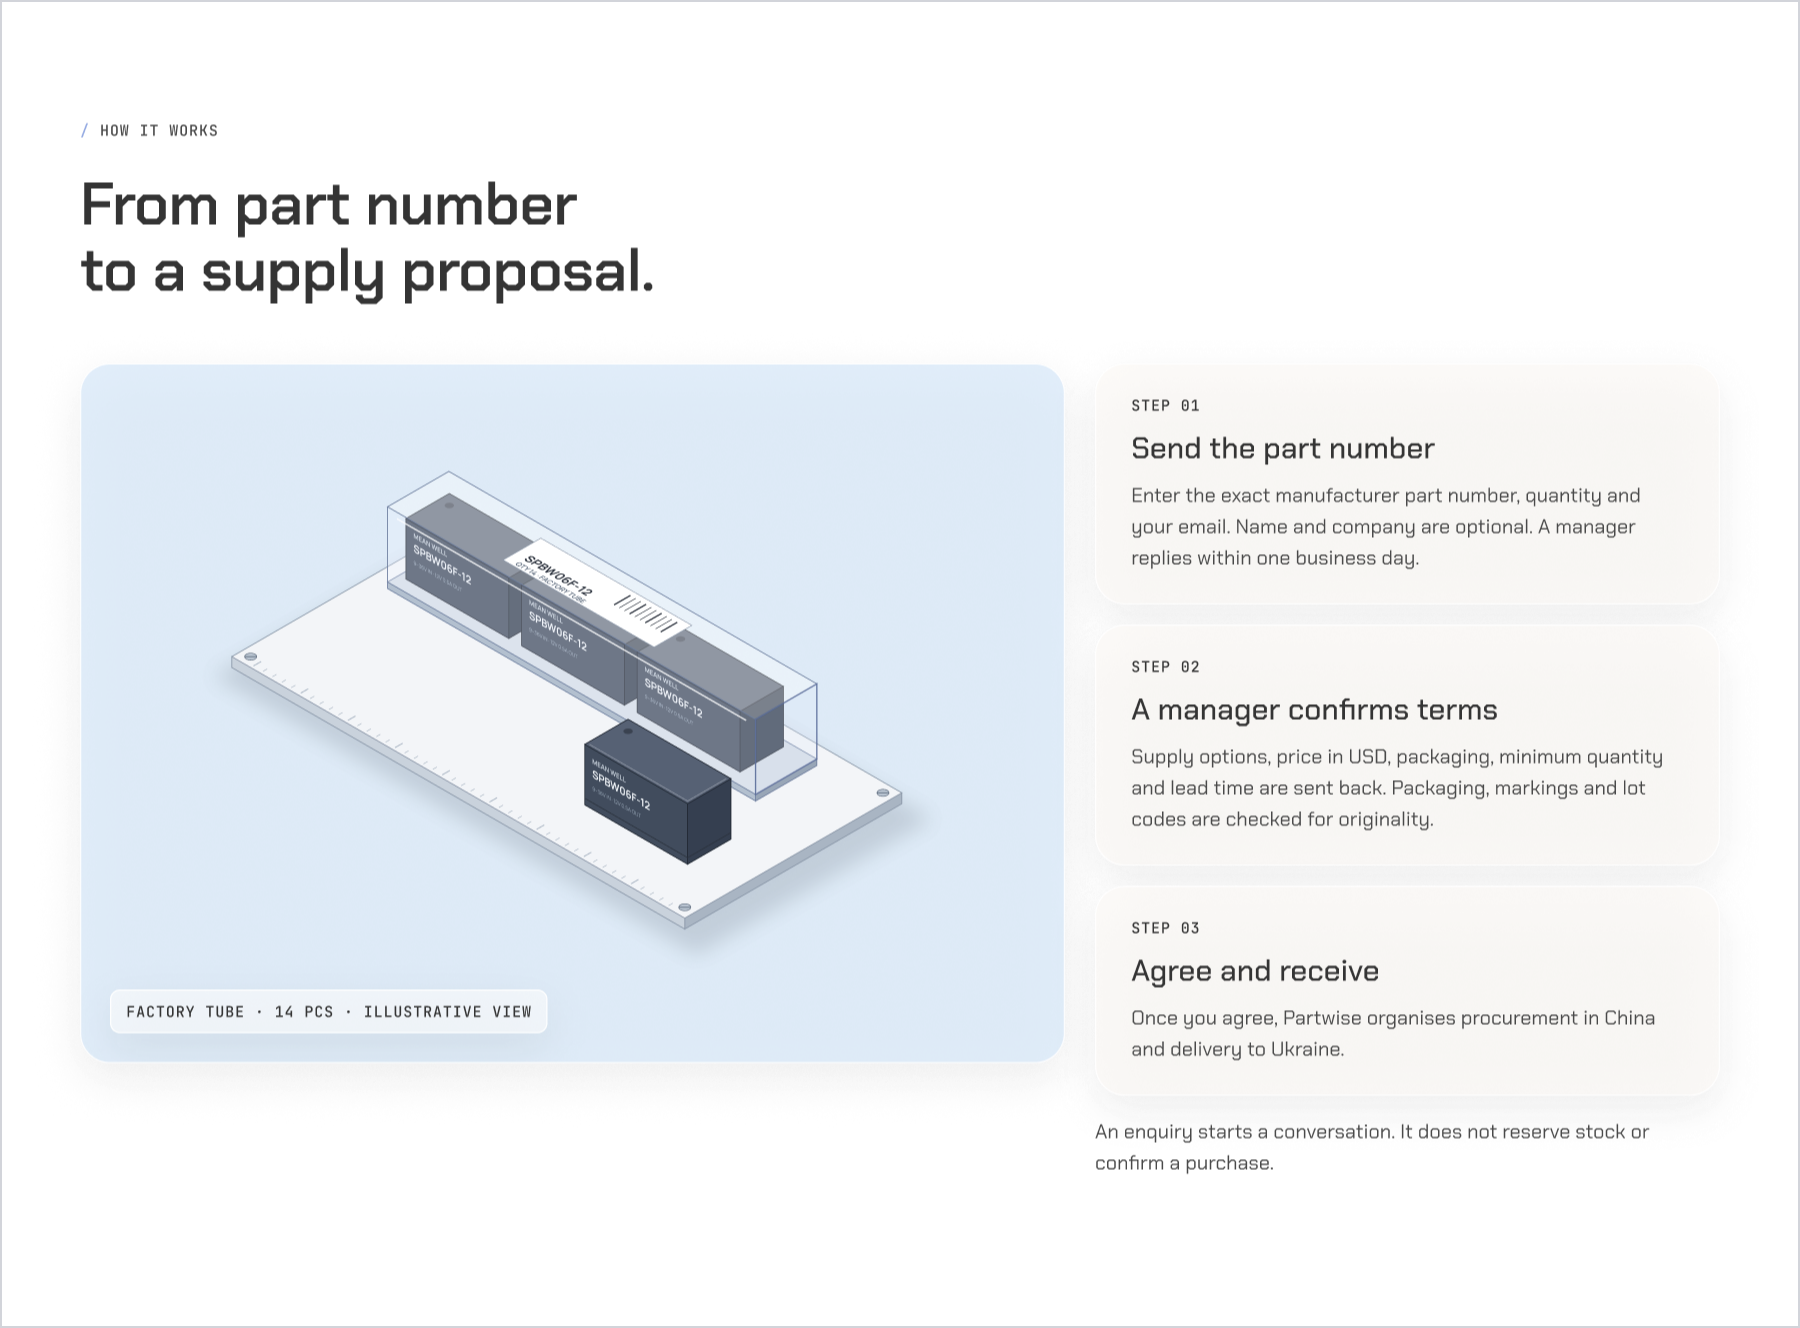 / HOW IT WORKS
From part number
to a supply proposal.
MEAN WELL
SPBW06F-12
SPBW06F-12
QTY 14 FACTORY TUBE
MEAN WELL
SPBW06F-12
MEAN WELL
SPBW06F-12
MEAN WELL
SPBW06F-12
FACTORY TUBE · 14 PCS · ILLUSTRATIVE VIEW
STEP 01
Send the part number
Enter the exact manufacturer part number, quantity and
your email. Name and company are optional. A manager
replies within one business day.
STEP 02
A manager confirms terms
Supply options, price in USD, packaging, minimum quantity
and lead time are sent back. Packaging, markings and lot
codes are checked for originality.
STEP 03
Agree and receive
Once you agree, Partwise organises procurement in China
and delivery to Ukraine.
An enquiry starts a conversation. It does not reserve stock or
confirm a purchase.